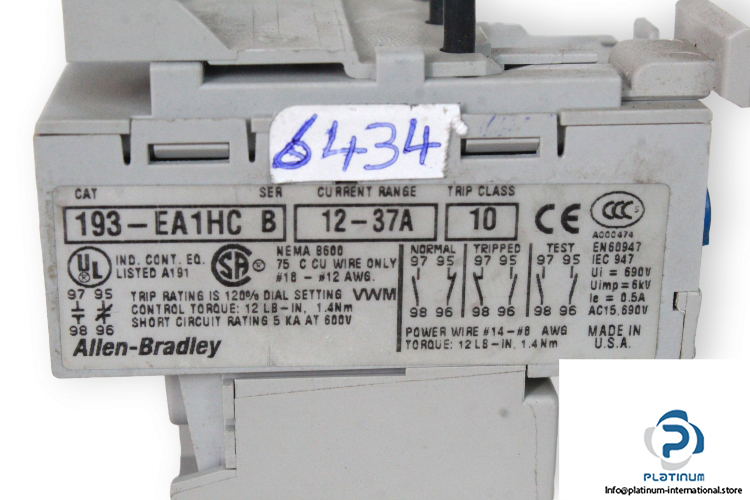 6434
CAT SER CURRENT RANGE TRIP CLASS
193-EA1HC B 12-37A 10 CE CCC
A000474
UL IND. CONT. EQ. LISTED A191
SA NEMA B600
75 C CU WIRE ONLY
#18 - #12 AWG.
NORMAL TRIPPED TEST
97 95 97 95 97 95
98 96 98 96 98 96
EN60947
IEC 947
Ui = 690V
Uimp = 6kV
Ie = 0.5A
AC15,690V
97 95
98 96
TRIP RATING IS 120% DIAL SETTING VWM
CONTROL TORQUE: 12 LB-IN, 1.4Nm
SHORT CIRCUIT RATING 5 KA AT 600V
POWER WIRE #14-#8 AWG
TORQUE: 12 LB-IN, 1.4Nm
MADE IN
U.S.A.
Allen-Bradley
PLATINUM
INTERNATIONAL
Info@platinum-international.store